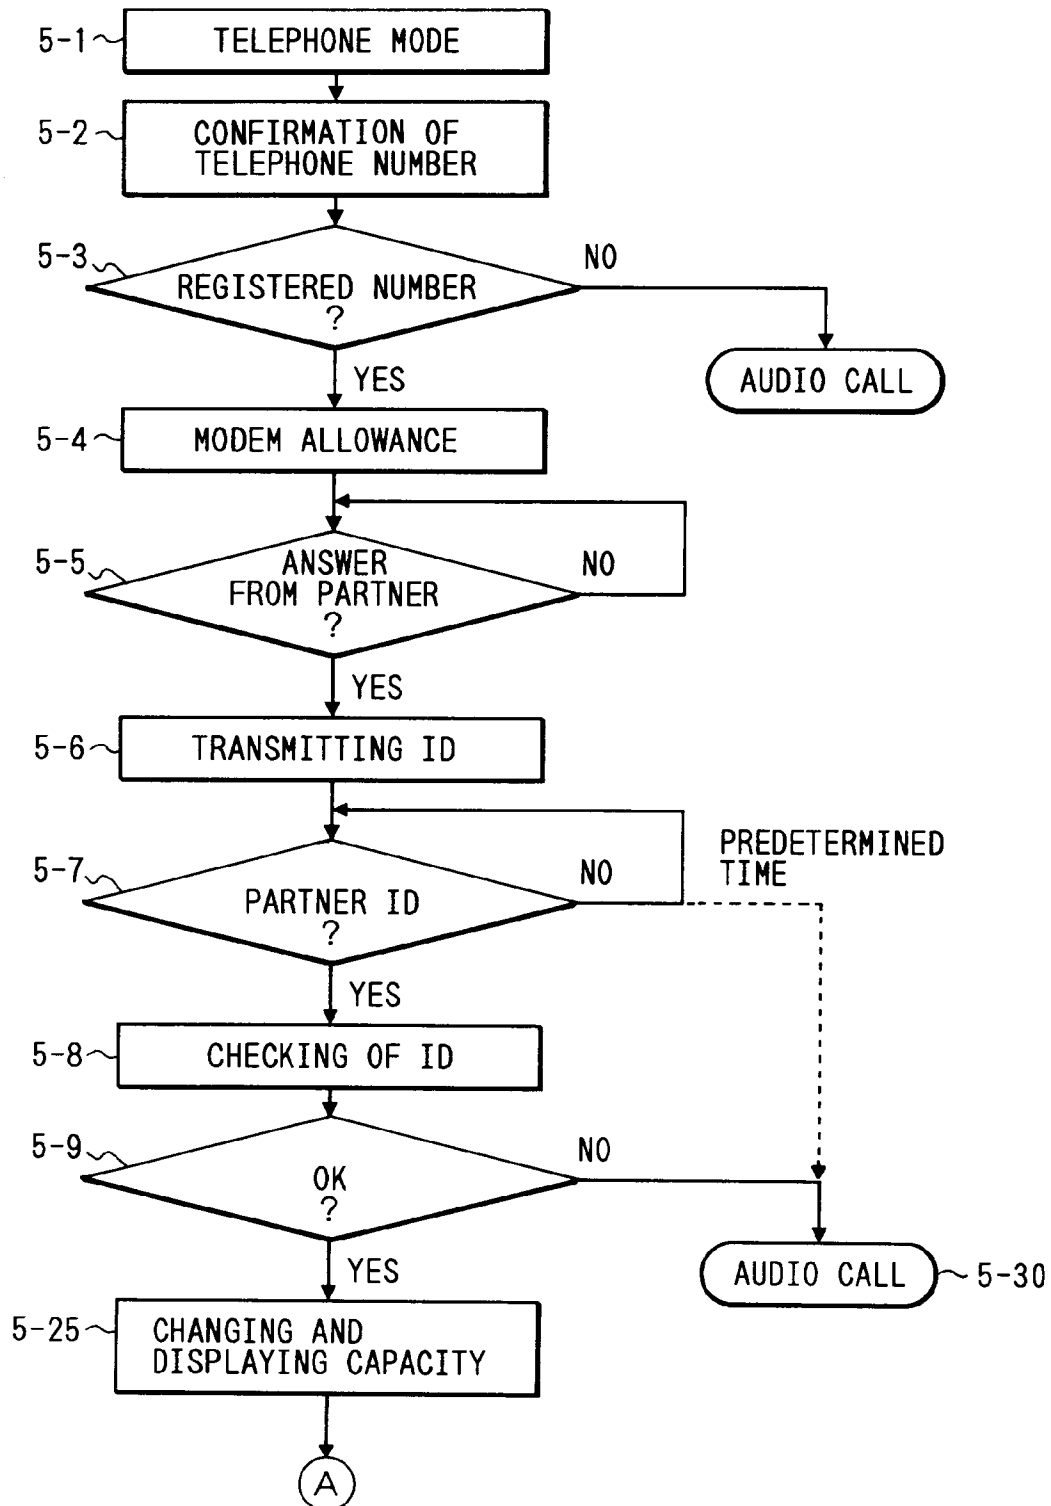 5-1
TELEPHONE MODE
5-2
CONFIRMATION OF
TELEPHONE NUMBER
5-3
REGISTERED NUMBER
?
NO
YES
AUDIO CALL
5-4
MODEM ALLOWANCE
5-5
ANSWER
FROM PARTNER
?
NO
YES
5-6
TRANSMITTING ID
5-7
PARTNER ID
?
NO
PREDETERMINED
TIME
YES
5-8
CHECKING OF ID
5-9
OK
?
NO
YES
AUDIO CALL
5-30
5-25
CHANGING AND
DISPLAYING CAPACITY
A